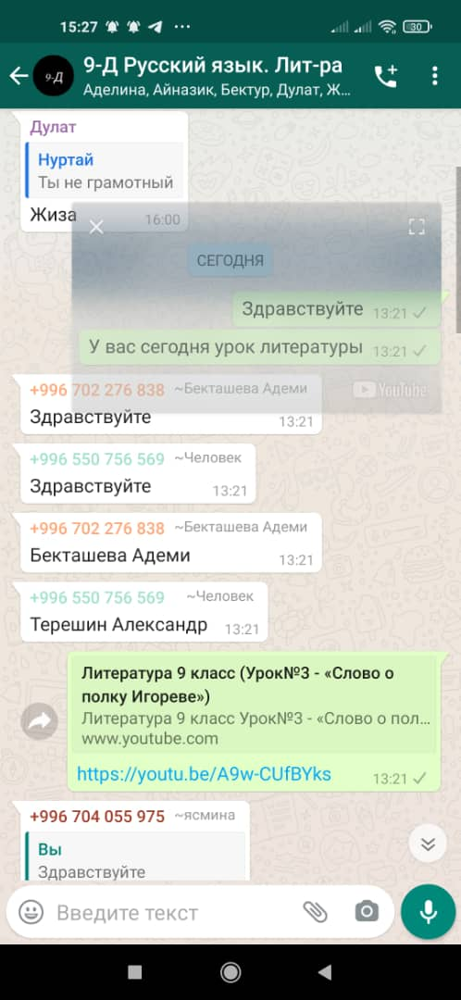 15:27
30
9-Д Русский язык. Лит-ра
9-Д
Аделина, Айназик, Бектур, Дулат, Ж...
Дулат
Нуртай
Ты не грамотный
Жиза 16:00
СЕГОДНЯ
Здравствуйте 13:21
У вас сегодня урок литературы 13:21
YouTube
+996 702 276 838 ~Бекташева Адеми
Здравствуйте 13:21
+996 550 756 569 ~Человек
Здравствуйте 13:21
+996 702 276 838 ~Бекташева Адеми
Бекташева Адеми 13:21
+996 550 756 569 ~Человек
Терешин Александр 13:21
Литература 9 класс (Урок№3 - «Слово о
полку Игореве»)
Литература 9 класс Урок№3 - «Слово о пол...
www.youtube.com
https://youtu.be/A9w-CUfBYks 13:21
+996 704 055 975 ~ясмина
Вы
Здравствуйте
Введите текст